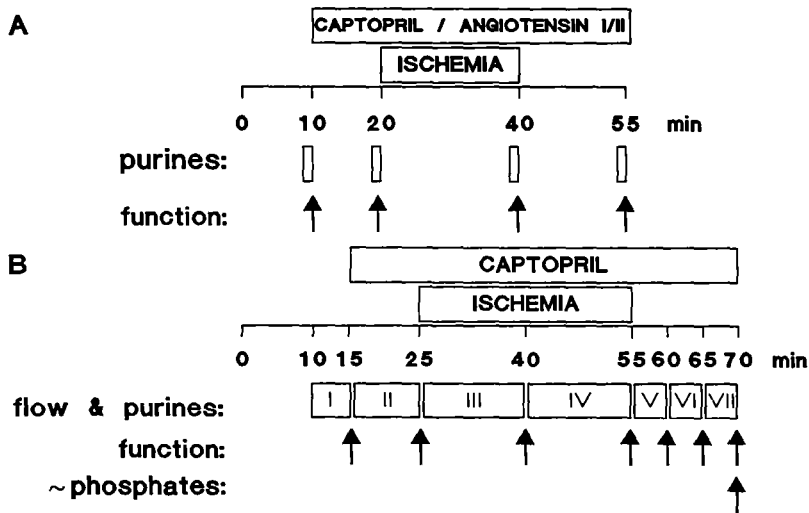 A
CAPTOPRIL / ANGIOTENSIN I/II
ISCHEMIA
0 10 20 40 55 min
purines:
function:
B
CAPTOPRIL
ISCHEMIA
0 10 15 25 40 55 60 65 70 min
flow & purines: I II III IV V VI VII
function:
~phosphates: